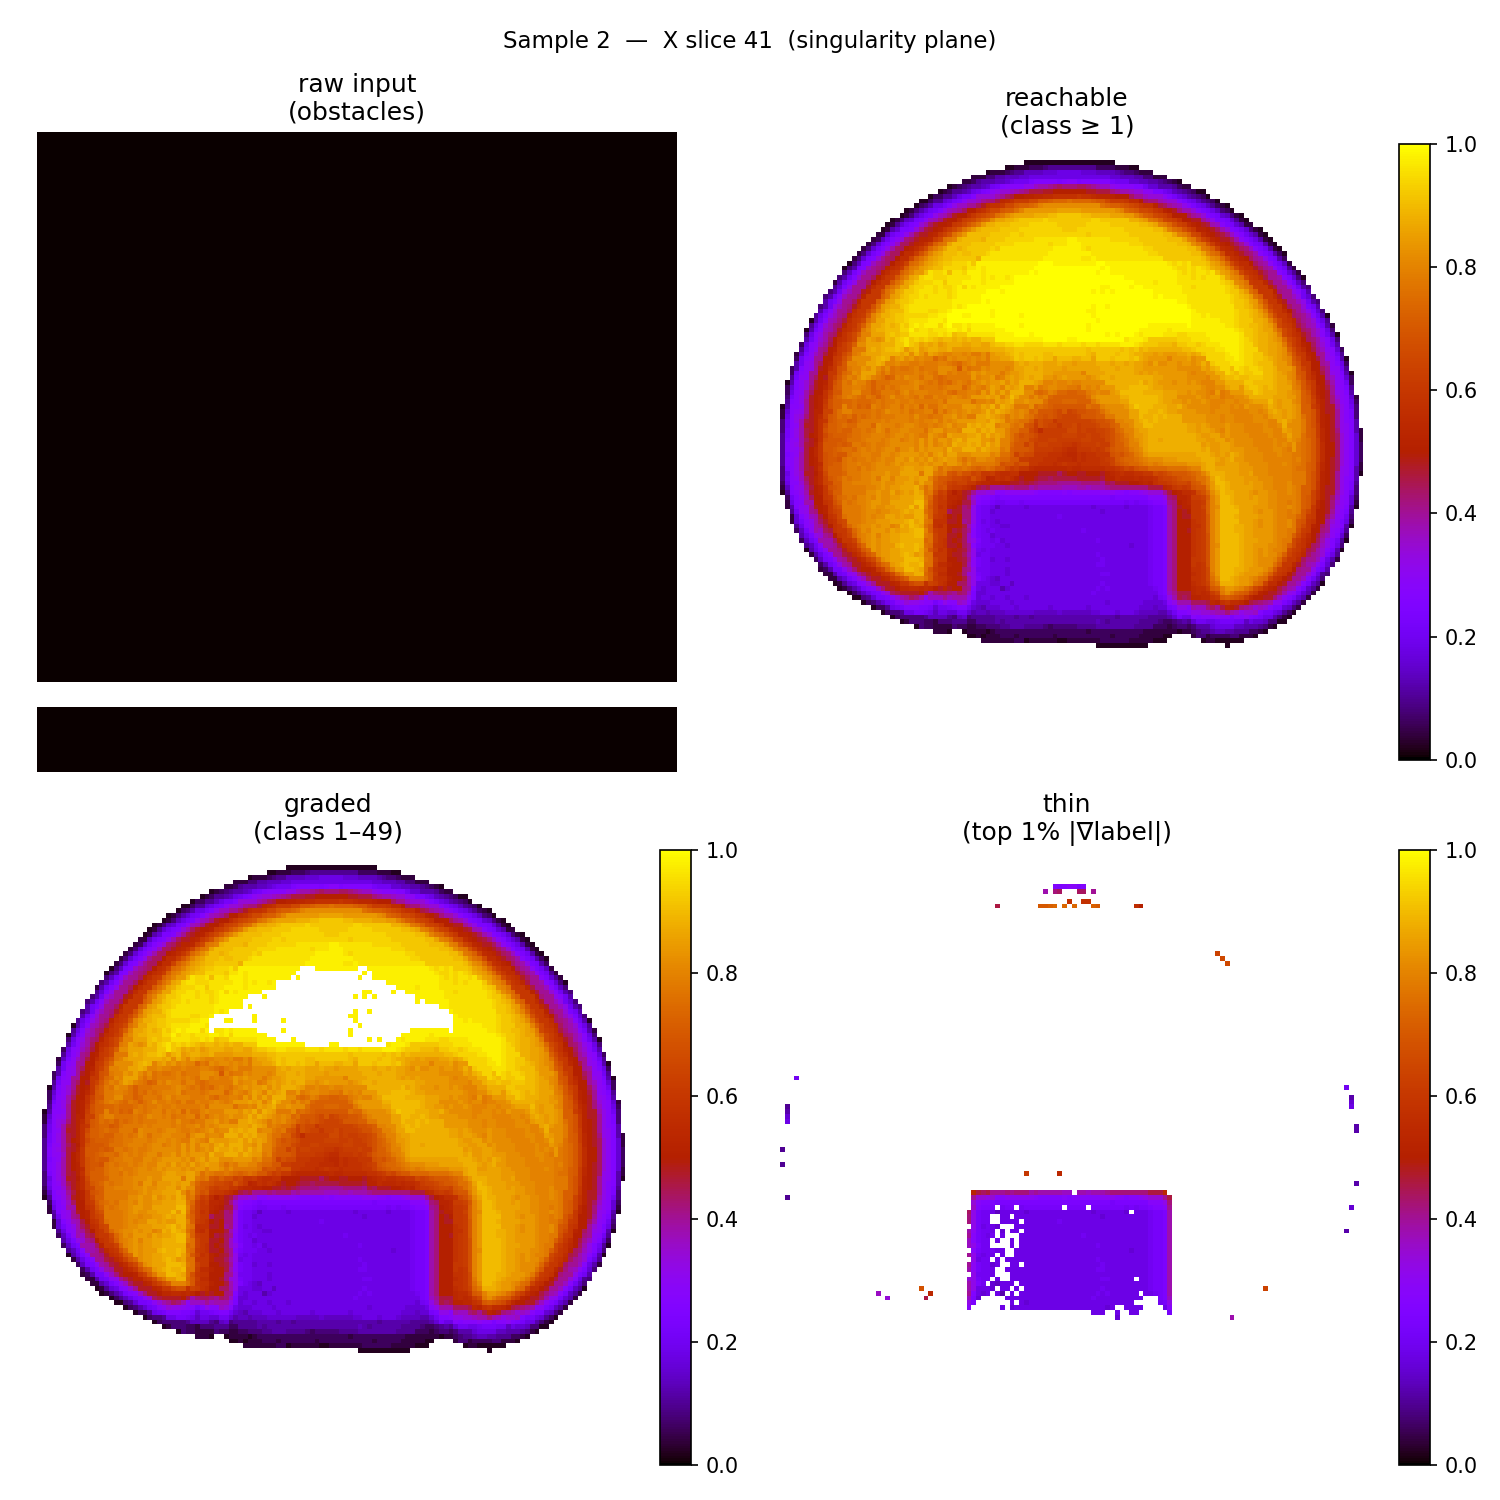 Sample 2  —  X slice 41  (singularity plane)
raw input
(obstacles)
reachable
(class ≥ 1)
1.0
0.8
0.6
0.4
0.2
0.0
graded
(class 1–49)
1.0
0.8
0.6
0.4
0.2
0.0
thin
(top 1% |∇label|)
1.0
0.8
0.6
0.4
0.2
0.0